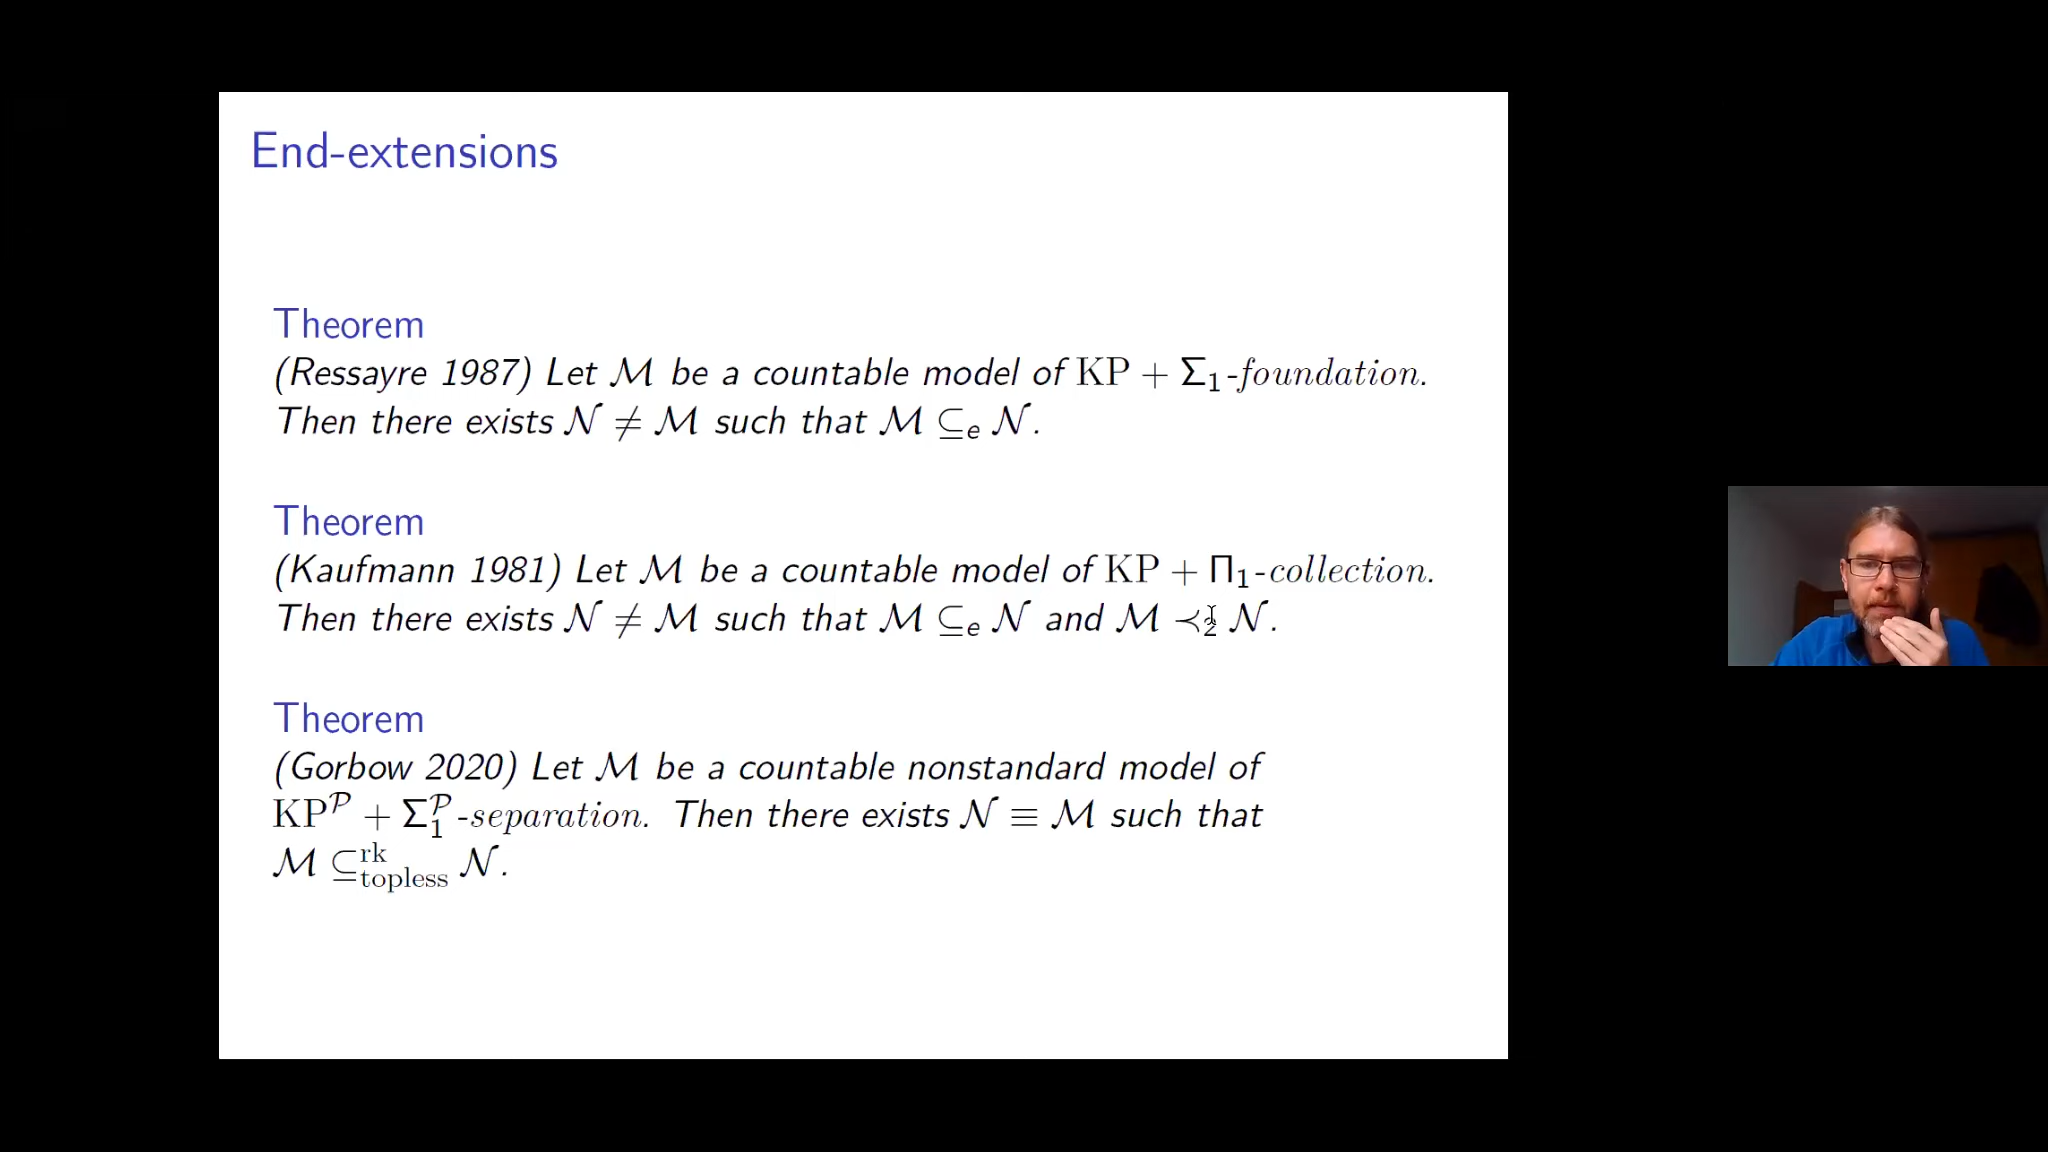 End-extensions
Theorem
(Ressayre 1987) Let ℳ be a countable model of KP + Σ₁-foundation.
Then there exists 𝒩 ≠ ℳ such that ℳ ⊆ₑ 𝒩.
Theorem
(Kaufmann 1981) Let ℳ be a countable model of KP + Π₁-collection.
Then there exists 𝒩 ≠ ℳ such that ℳ ⊆ₑ 𝒩 and ℳ ≺₂ 𝒩.
Theorem
(Gorbow 2020) Let ℳ be a countable nonstandard model of
KP^𝒫 + Σ₁^𝒫-separation. Then there exists 𝒩 ≡ ℳ such that
ℳ ⊆^rk_topless 𝒩.